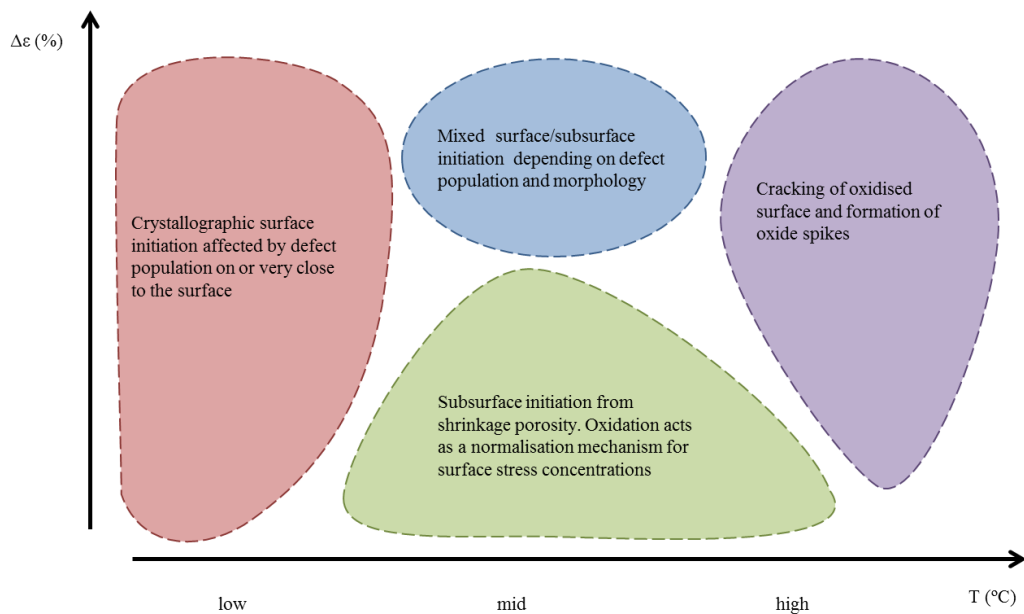 Δε (%)
Mixed surface/subsurface
initiation depending on defect
population and morphology
Cracking of oxidised
surface and formation of
oxide spikes
Crystallographic surface
initiation affected by defect
population on or very close
to the surface
Subsurface initiation from
shrinkage porosity. Oxidation acts
as a normalisation mechanism for
surface stress concentrations
low
mid
high
T (ºC)